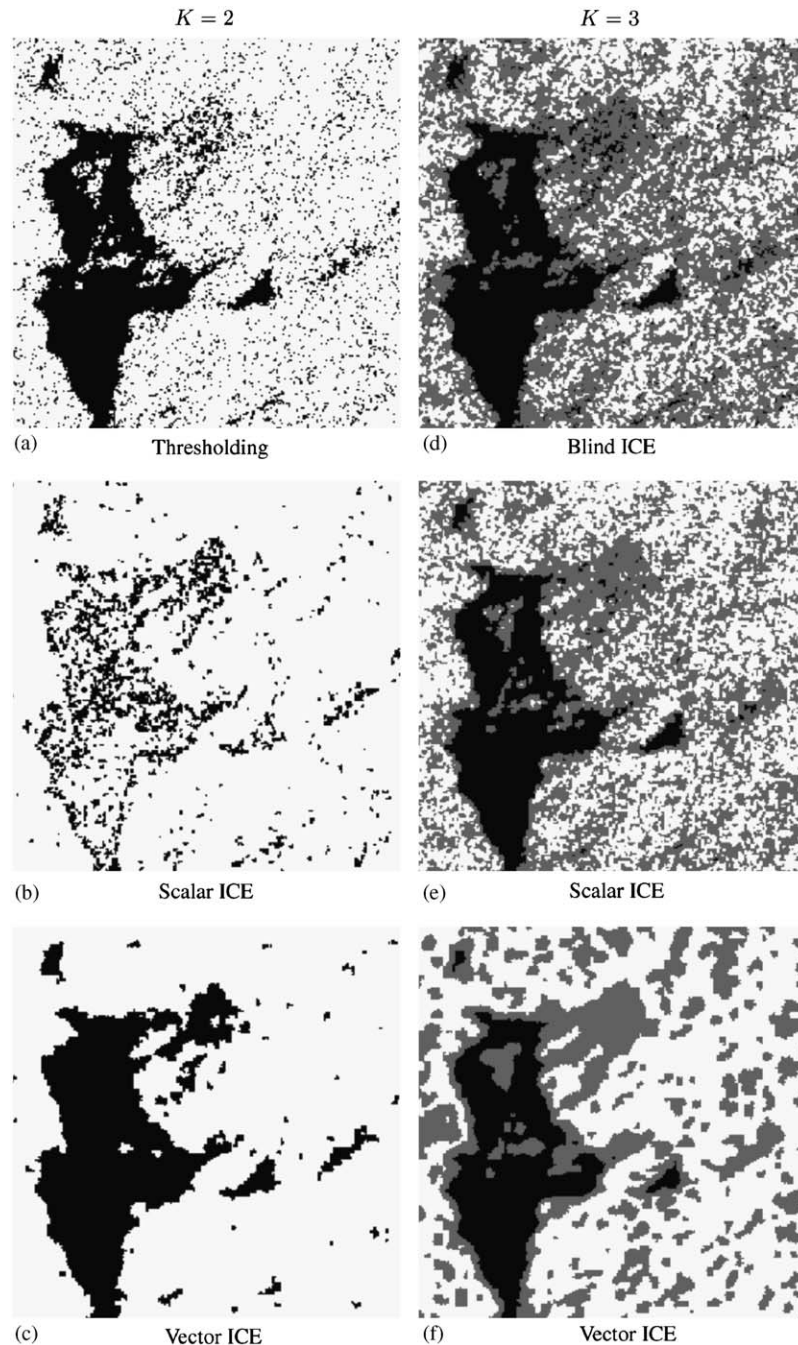 K = 2
K = 3
(a) Thresholding
(d) Blind ICE
(b) Scalar ICE
(e) Scalar ICE
(c) Vector ICE
(f) Vector ICE